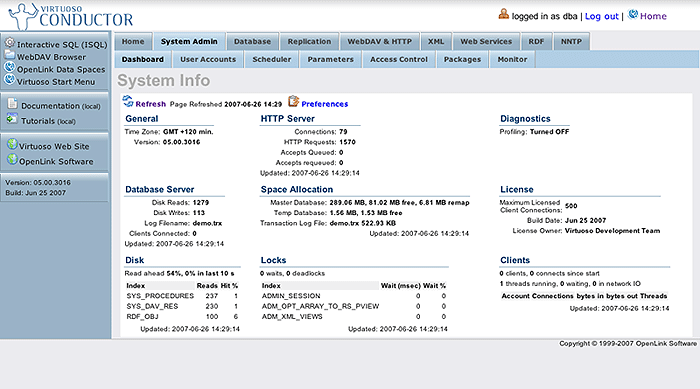 VIRTUOSO
CONDUCTOR
logged in as dba | Log out | Home
Home System Admin Database Replication WebDAV & HTTP XML Web Services RDF NNTP
Dashboard User Accounts Scheduler Parameters Access Control Packages Monitor
Interactive SQL (ISQL)
WebDAV Browser
OpenLink Data Spaces
Virtuoso Start Menu
Documentation (local)
Tutorials (local)
Virtuoso Web Site
OpenLink Software
Version: 05.00.3016
Build: Jun 25 2007
System Info
Refresh Page Refreshed 2007-06-26 14:29 Preferences
General
Time Zone: GMT +120 min.
Version: 05.00.3016
HTTP Server
Connections: 79
HTTP Requests: 1570
Accepts Queued: 0
Accepts requeued: 0
Updated: 2007-06-26 14:29:14
Diagnostics
Profiling: Turned OFF
Database Server
Disk Reads: 1279
Disk Writes: 113
Log Filename: demo.trx
Clients Connected: 0
Updated: 2007-06-26 14:29:14
Space Allocation
Master Database: 289.06 MB, 81.02 MB free, 6.81 MB remap
Temp Database: 1.56 MB, 1.53 MB free
Transaction Log File: demo.trx 522.93 KB
Updated: 2007-06-26 14:29:14
License
Maximum Licensed
Client Connections: 500
Build Date: Jun 25 2007
License Owner: Virtuoso Development Team
Disk
Read ahead 54%, 0% in last 10 s
Index Reads Hit %
SYS_PROCEDURES 237 1
SYS_DAV_RES 230 1
RDF_OBJ 100 6
Updated: 2007-06-26 14:29:14
Locks
0 waits, 0 deadlocks
Index Wait (msec) Wait %
ADMIN_SESSION 0 0
ADM_OPT_ARRAY_TO_RS_PVIEW 0 0
ADM_XML_VIEWS 0 0
Updated: 2007-06-26 14:29:14
Clients
0 clients, 0 connects since start
1 threads running, 0 waiting, 0 in network IO
Account Connections bytes in bytes out Threads
Updated: 2007-06-26 14:29:14
Copyright © 1999-2007 OpenLink Software